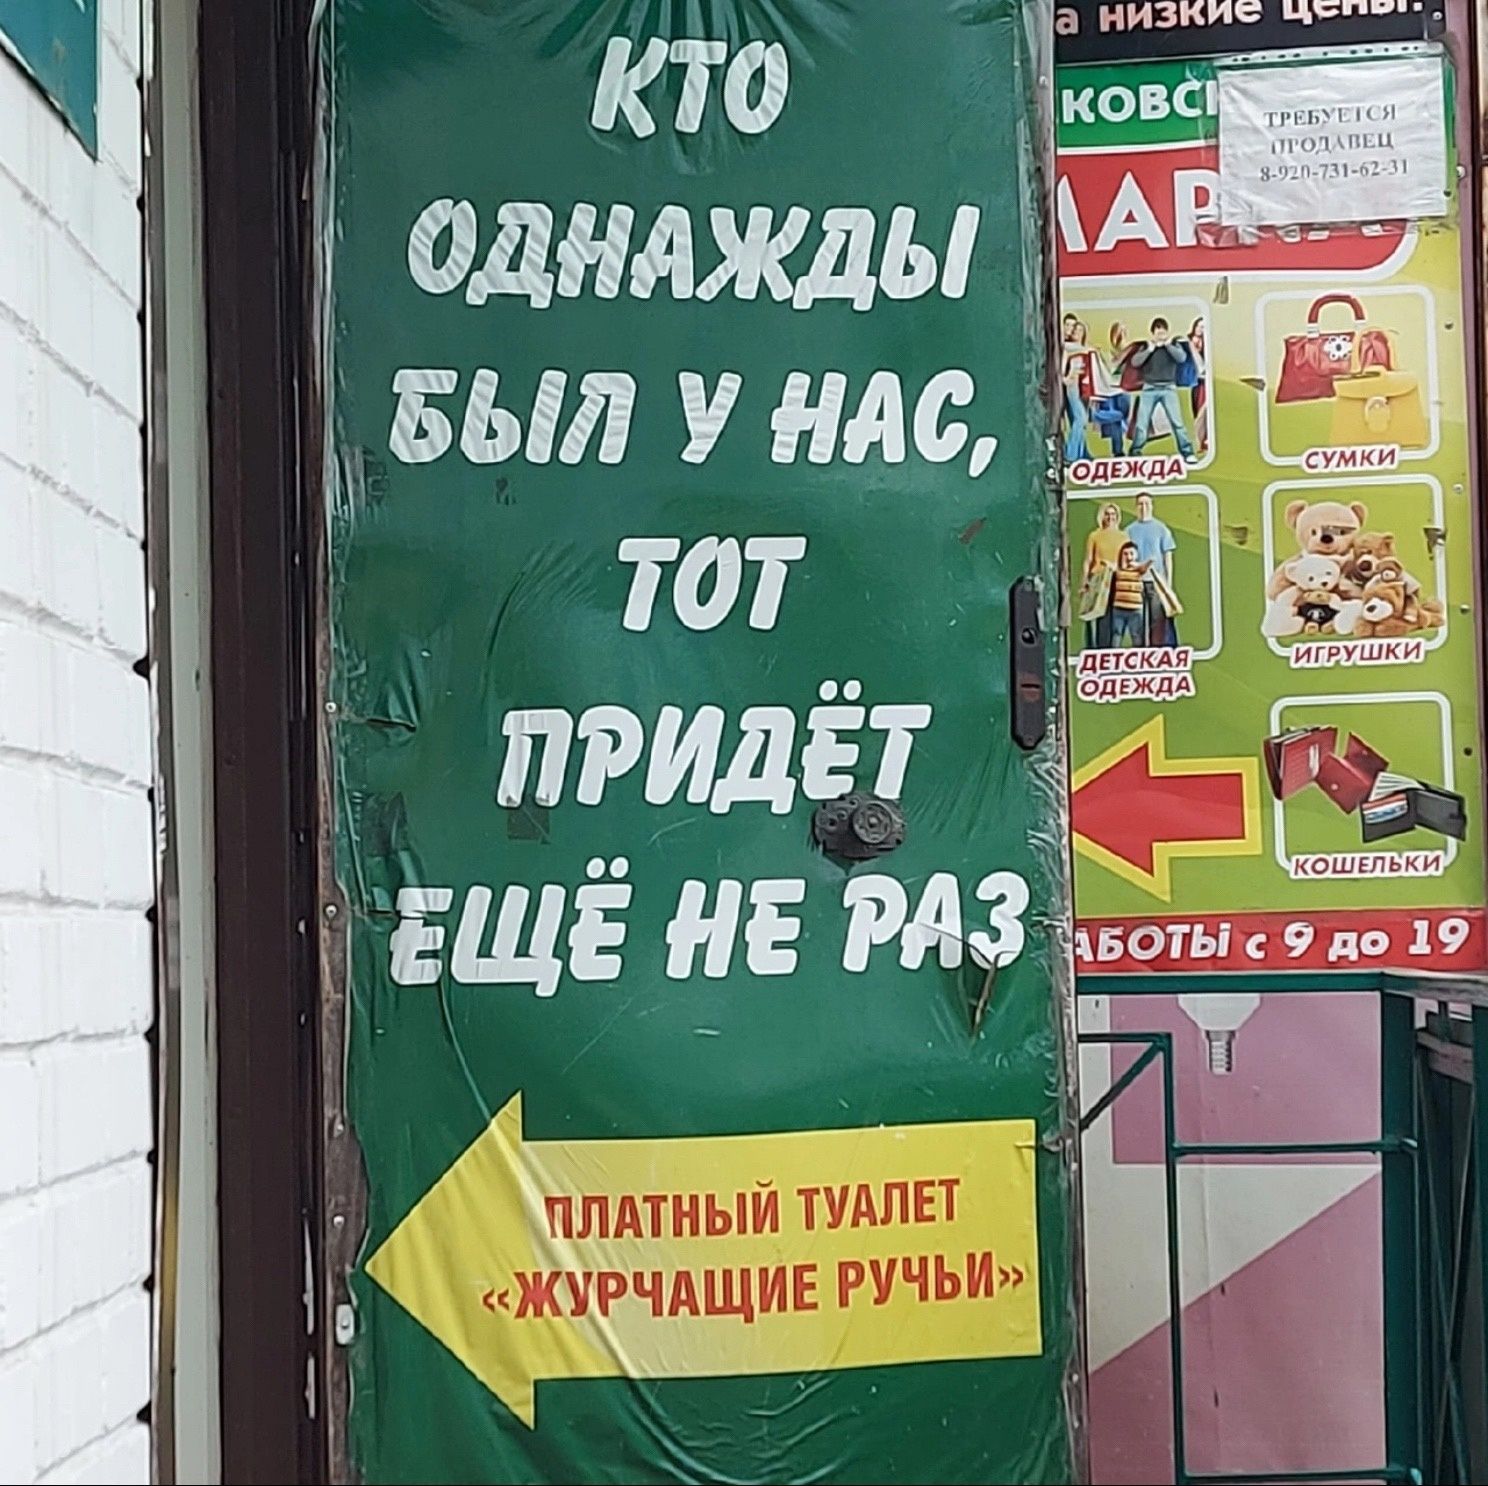 КТО
ОДНАЖДЫ
БЫЛ У НАС,
ТОТ
ПРИДЁТ
ЕЩЁ НЕ РАЗ
ПЛАТНЫЙ ТУАЛЕТ
«ЖУРЧАЩИЕ РУЧЬИ»
а низкие цены!
КОВС
ТРЕБУЕТСЯ
ПРОДАВЕЦ
8-920-731-62-31
ОДЕЖДА
СУМКИ
ДЕТСКАЯ
ОДЕЖДА
ИГРУШКИ
КОШЕЛЬКИ
АБОТЫ с 9 до 19